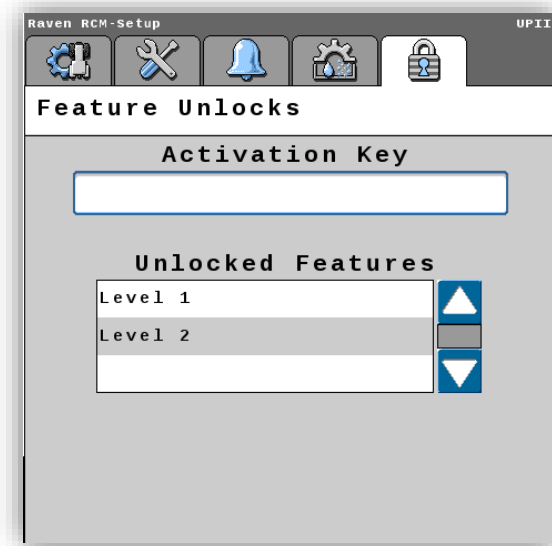 Raven RCM-Setup UPII
Feature Unlocks
Activation Key
Unlocked Features
Level 1
Level 2